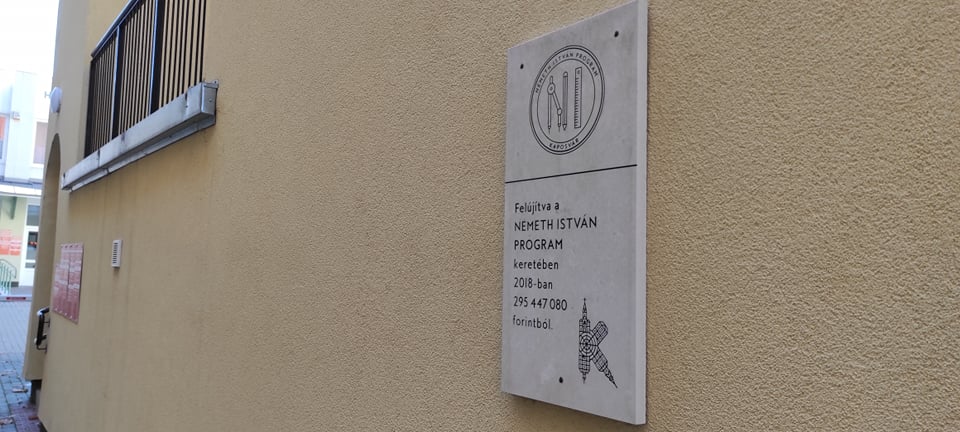 NÉMETH ISTVÁN PROGRAM
KAPOSVÁR
Felújítva a
NÉMETH ISTVÁN
PROGRAM
keretében
2018-ban
295 447 080
forintból.